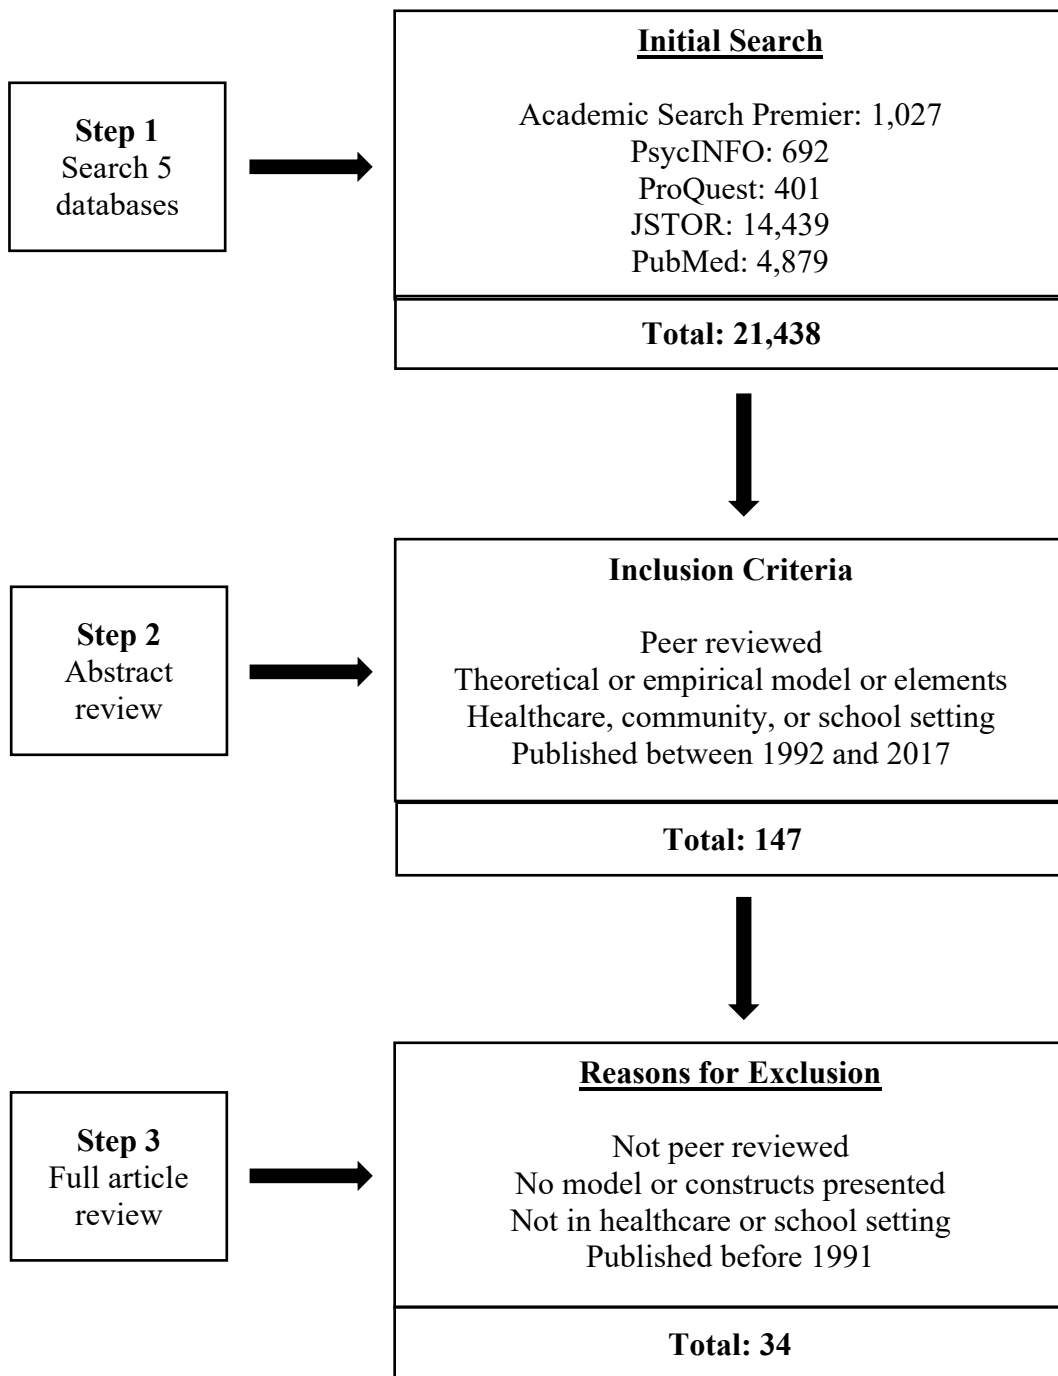 Step 1
Search 5
databases
Initial Search
Academic Search Premier: 1,027
PsycINFO: 692
ProQuest: 401
JSTOR: 14,439
PubMed: 4,879
Total: 21,438
Step 2
Abstract
review
Inclusion Criteria
Peer reviewed
Theoretical or empirical model or elements
Healthcare, community, or school setting
Published between 1992 and 2017
Total: 147
Step 3
Full article
review
Reasons for Exclusion
Not peer reviewed
No model or constructs presented
Not in healthcare or school setting
Published before 1991
Total: 34